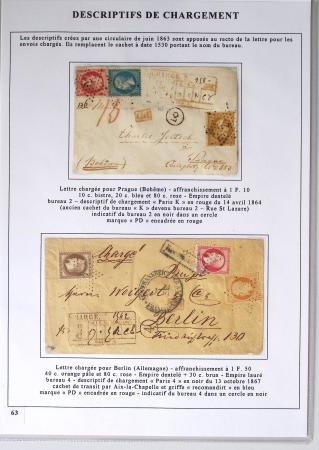 DESCRIPTIFS DE CHARGEMENT
Les descriptifs crées par une circulaire de juin 1863 sont apposés au recto de la lettre pour les
envois chargés. Ils remplacent le cachet à date 1530 portant le nom du bureau.
Prague
(Bohême)
Lettre chargée pour Prague (Bohême) - affranchissement à 1 F. 10
10 c. bistre, 20 c. bleu et 80 c. rose - Empire dentelé
bureau 2 - descriptif de chargement « Paris K » en rouge du 14 avril 1864
(ancien cachet du bureau « K » devenu bureau 2 - Rue St Lazare)
indicatif du bureau 2 en noir dans un cercle
marque « PD » encadrée en rouge
Chargé
Berlin
Lettre chargée pour Berlin (Allemagne) - affranchissement à 1 F. 50
40 c. orange pâle et 80 c. rose - Empire dentelé + 30 c. brun - Empire lauré
bureau 4 - descriptif de chargement « Paris 4 » en noir du 13 octobre 1867
cachet de transit par Aix-la-Chapelle et griffe « recomandirt » en bleu
marque « PD » encadrée en rouge - indicatif du bureau 4 dans un cercle en noir
63